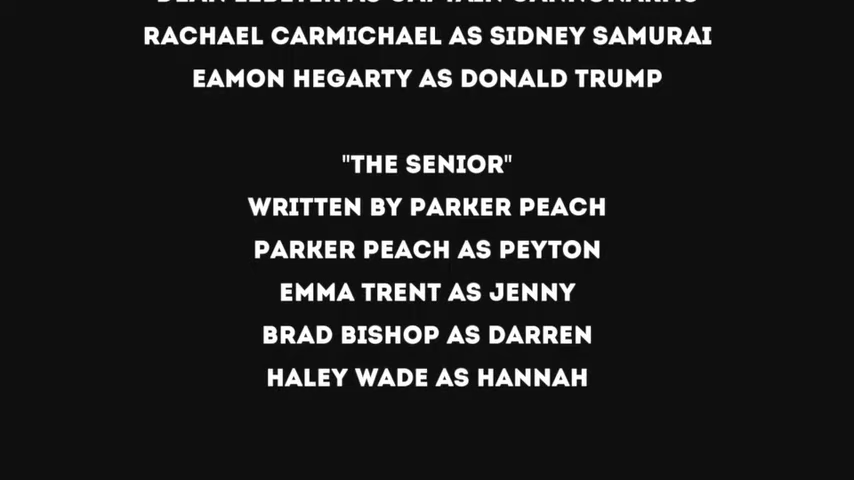 RACHAEL CARMICHAEL AS SIDNEY SAMURAI
EAMON HEGARTY AS DONALD TRUMP
"THE SENIOR"
WRITTEN BY PARKER PEACH
PARKER PEACH AS PEYTON
EMMA TRENT AS JENNY
BRAD BISHOP AS DARREN
HALEY WADE AS HANNAH